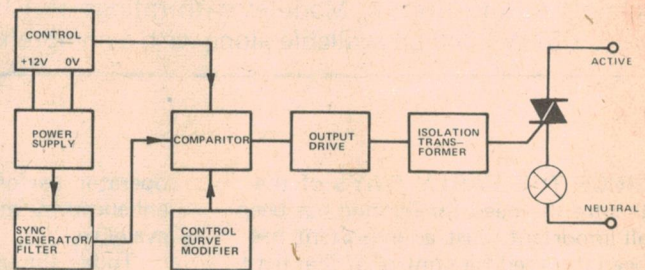 CONTROL
+12V 0V
POWER
SUPPLY
SYNC
GENERATOR/
FILTER
COMPARITOR
CONTROL
CURVE
MODIFIER
OUTPUT
DRIVE
ISOLATION
TRANS-
FORMER
ACTIVE
NEUTRAL